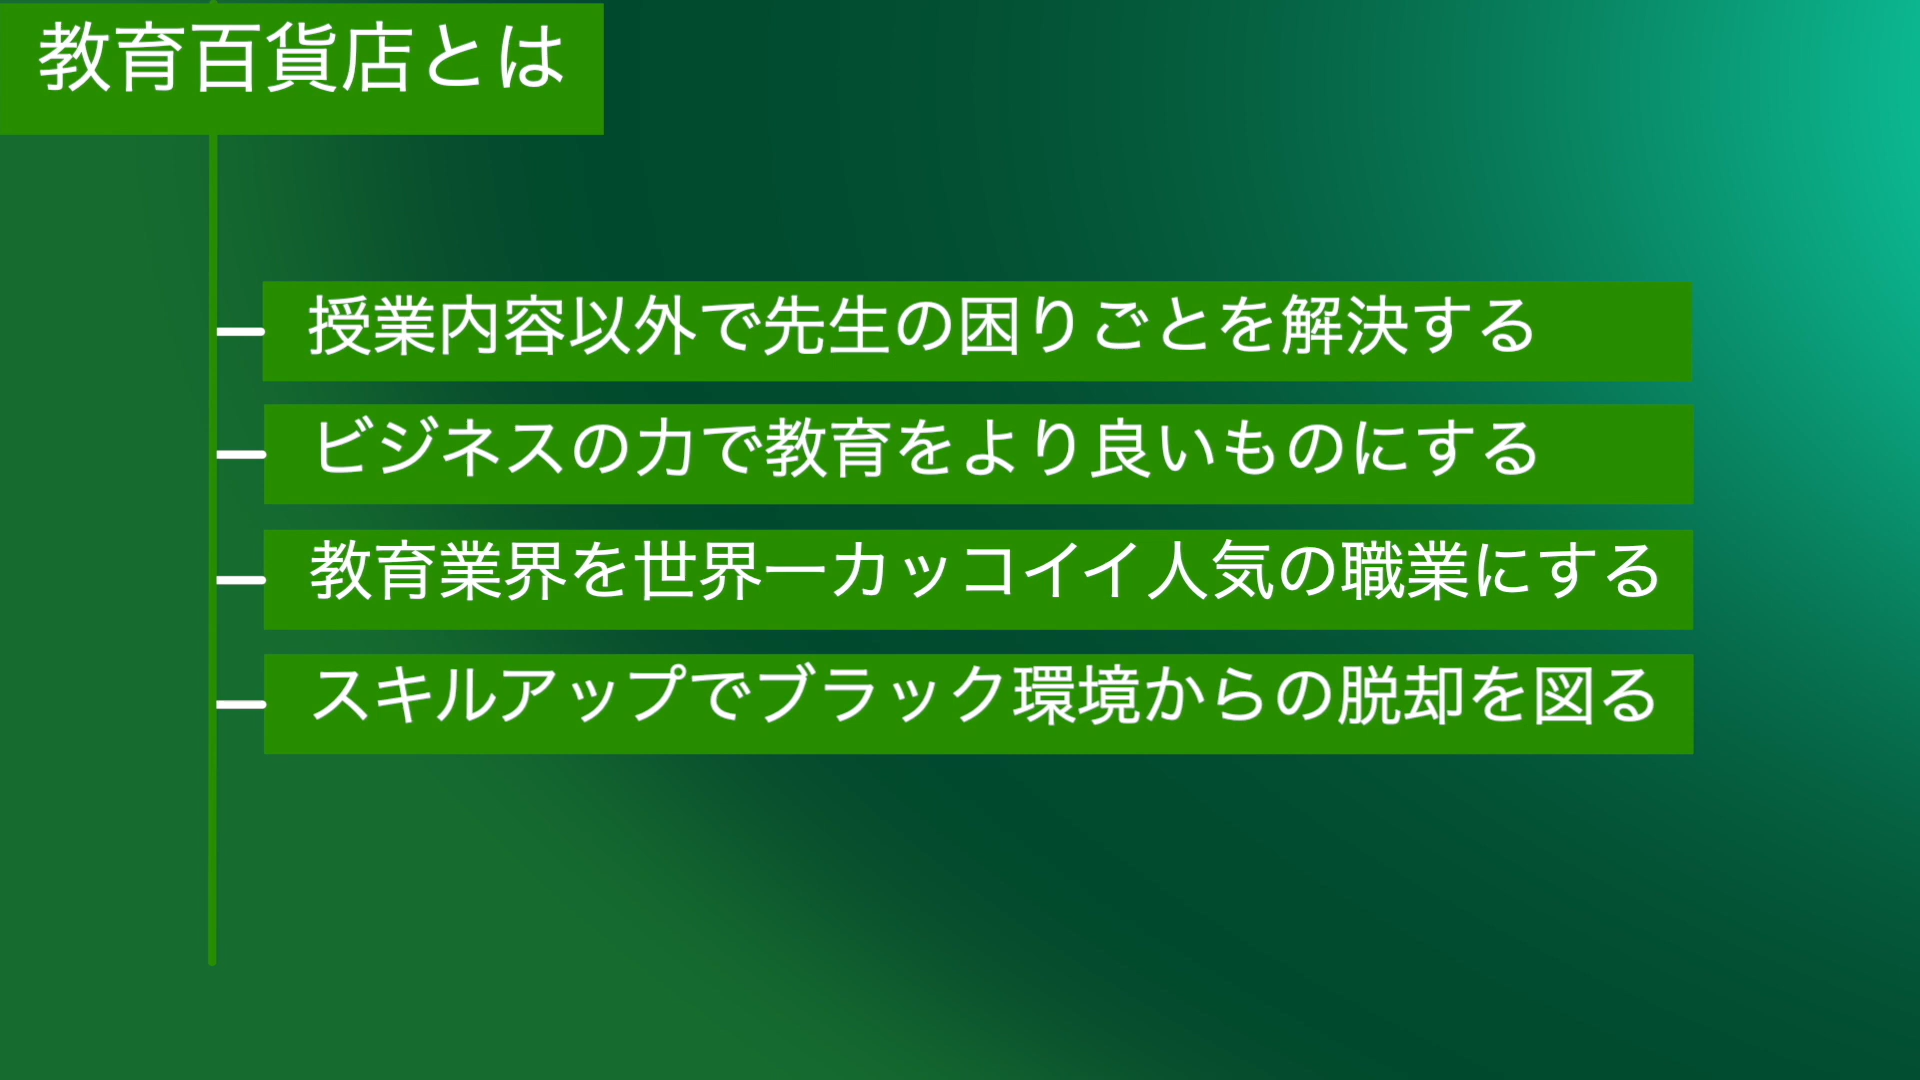 教育百貨店とは
授業内容以外で先生の困りごとを解決する
ビジネスの力で教育をより良いものにする
教育業界を世界一カッコイイ人気の職業にする
スキルアップでブラック環境からの脱却を図る